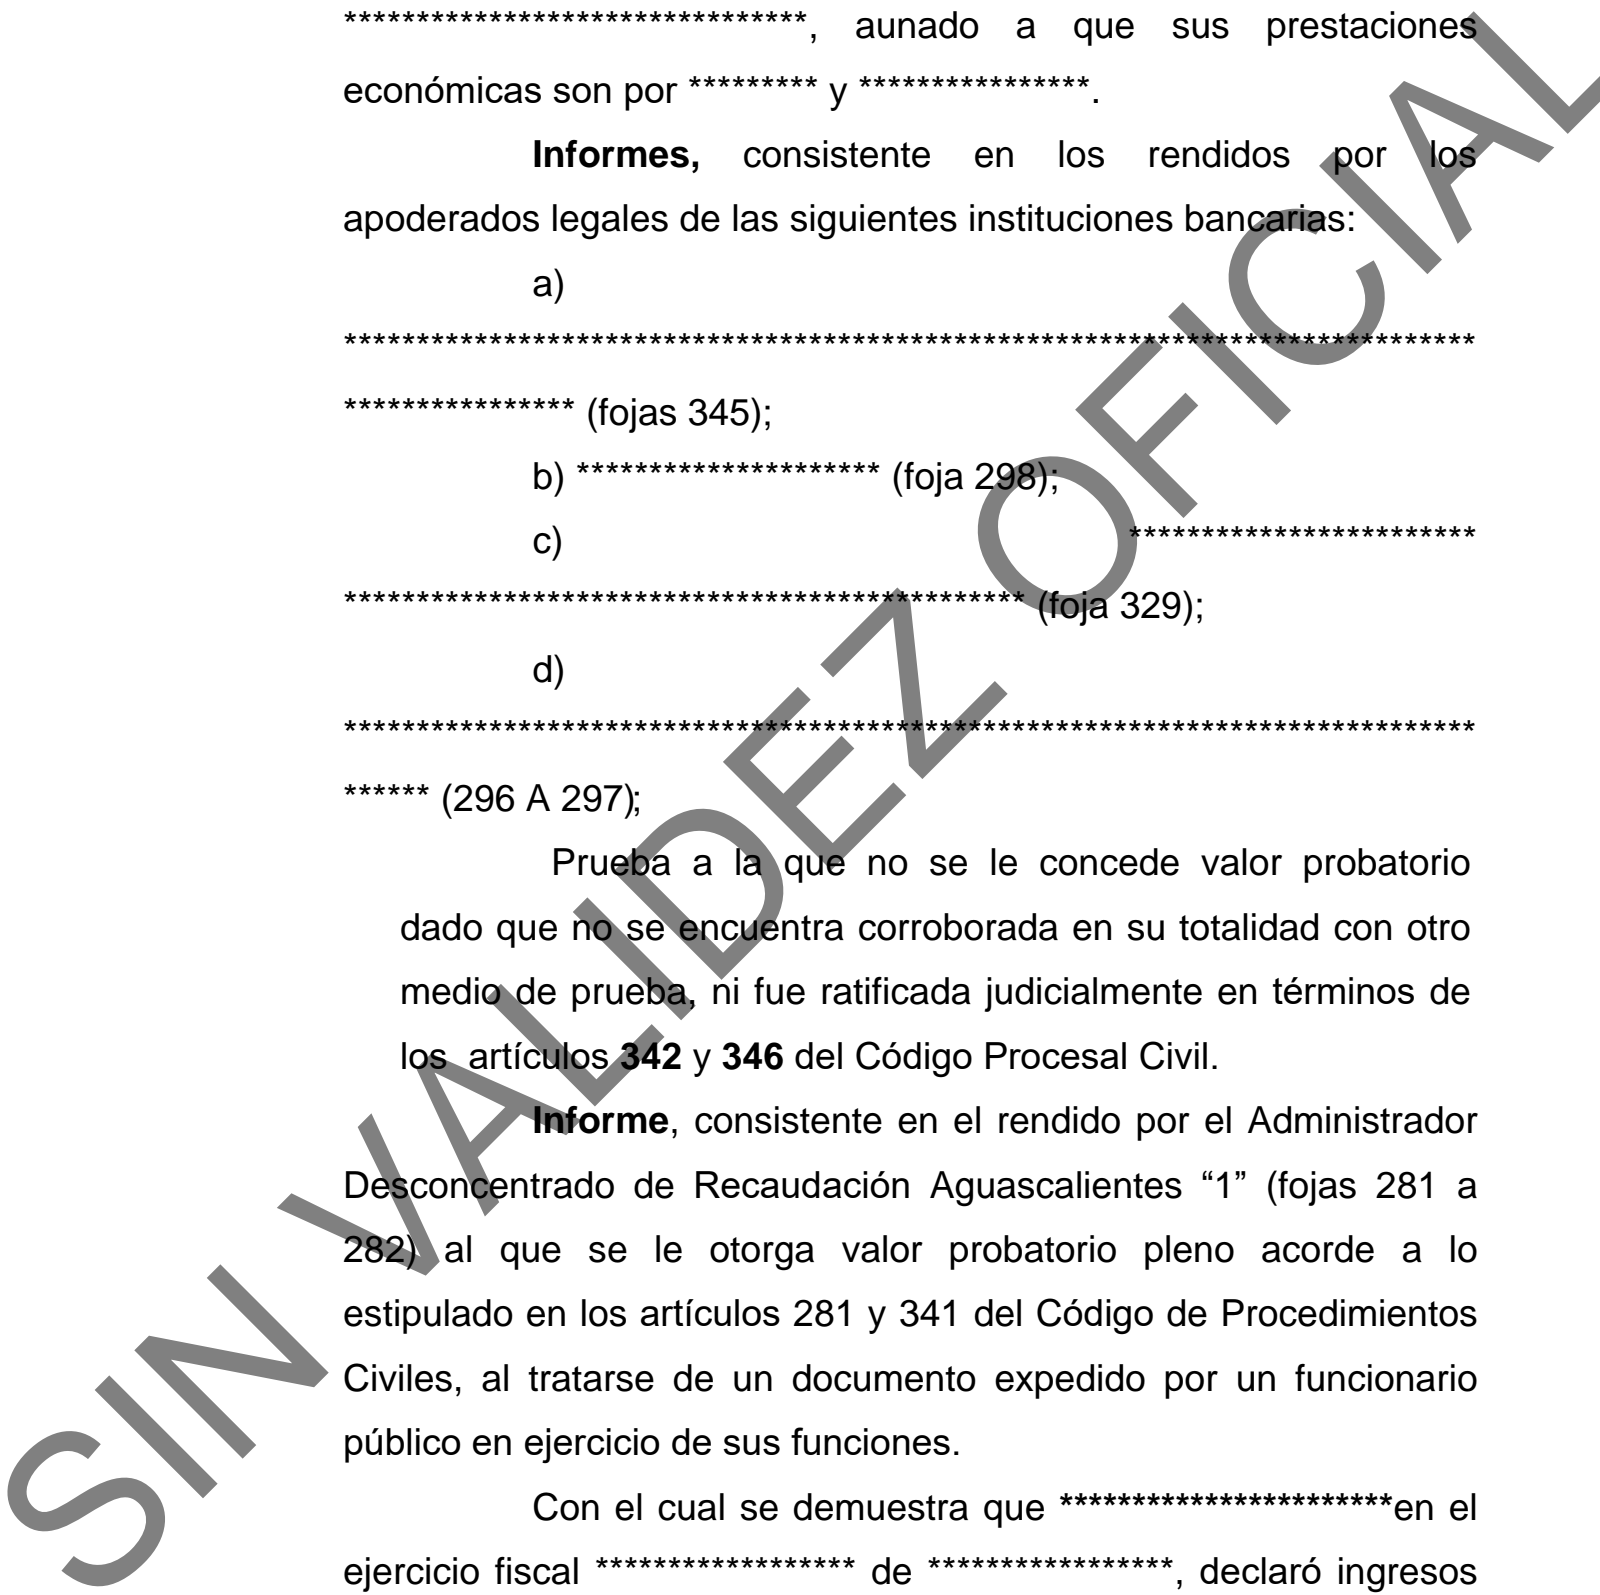 ********************************, aunado a que sus prestaciones
económicas son por ********* y ****************.
Informes, consistente en los rendidos por los
apoderados legales de las siguientes instituciones bancarias:
a)
******************************************************************************
**************** (fojas 345);
b) ********************* (foja 298);
c) ************************
*********************************************** (foja 329);
d)
******************************************************************************
****** (296 A 297);
Prueba a la que no se le concede valor probatorio
dado que no se encuentra corroborada en su totalidad con otro
medio de prueba, ni fue ratificada judicialmente en términos de
los artículos 342 y 346 del Código Procesal Civil.
Informe, consistente en el rendido por el Administrador
Desconcentrado de Recaudación Aguascalientes “1” (fojas 281 a
282) al que se le otorga valor probatorio pleno acorde a lo
estipulado en los artículos 281 y 341 del Código de Procedimientos
Civiles, al tratarse de un documento expedido por un funcionario
público en ejercicio de sus funciones.
Con el cual se demuestra que ***********************en el
ejercicio fiscal ****************** de *****************, declaró ingresos
SIN VALIDEZ OFICIAL